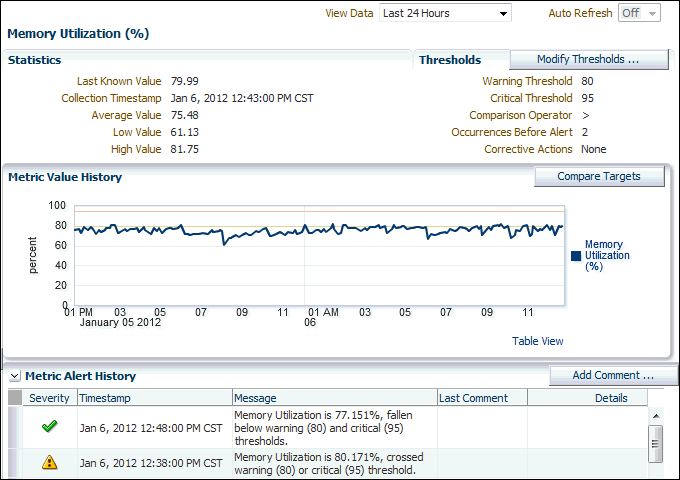 View Data Last 24 Hours Auto Refresh Off
Memory Utilization (%)
Statistics
Thresholds Modify Thresholds ...
Last Known Value 79.99
Collection Timestamp Jan 6, 2012 12:43:00 PM CST
Average Value 75.48
Low Value 61.13
High Value 81.75
Warning Threshold 80
Critical Threshold 95
Comparison Operator >
Occurrences Before Alert 2
Corrective Actions None
Metric Value History Compare Targets
percent
100
80
60
40
20
0
01 PM 03 05 07 09 11 01 AM 03 05 07 09 11
January 05 2012 06
Memory
Utilization
(%)
Table View
Metric Alert History Add Comment ...
Severity Timestamp Message Last Comment Details
Jan 6, 2012 12:48:00 PM CST
Memory Utilization is 77.151%, fallen
below warning (80) and critical (95)
thresholds.
Jan 6, 2012 12:38:00 PM CST
Memory Utilization is 80.171%, crossed
warning (80) or critical (95) threshold.